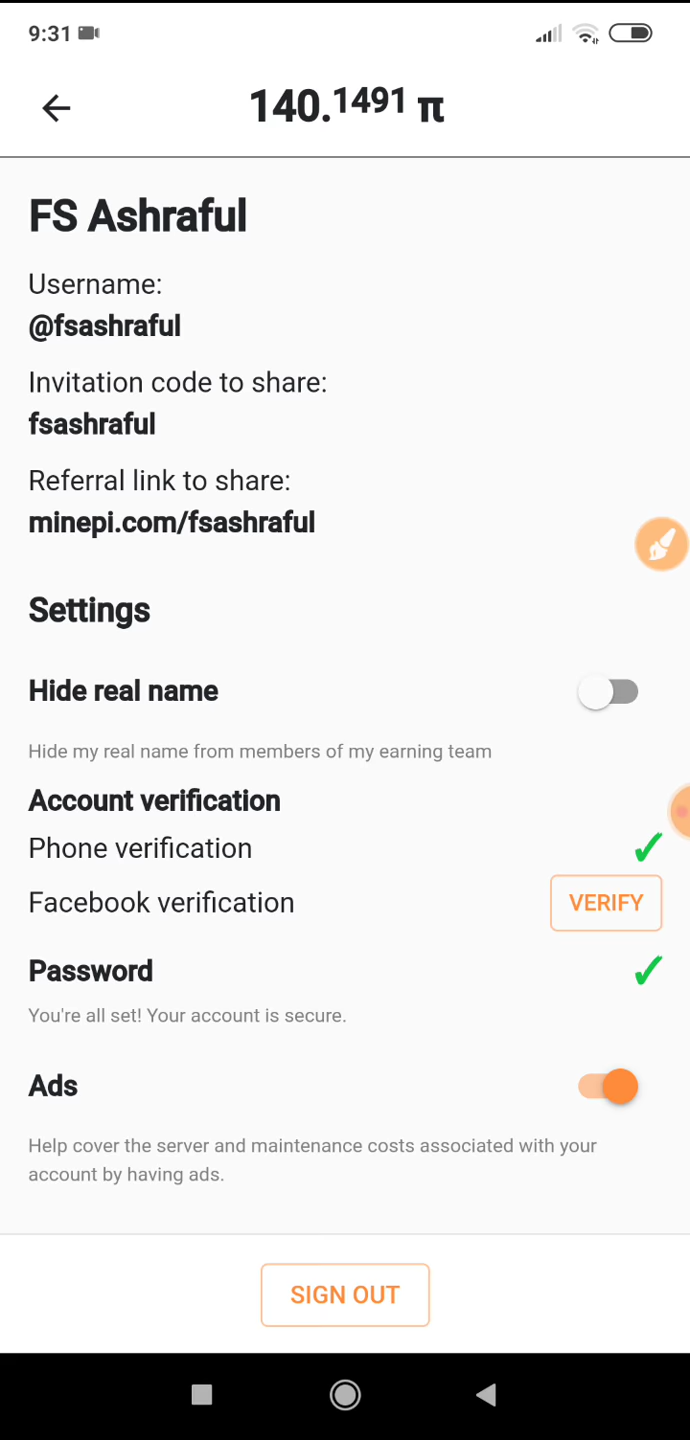 9:31
140.1491 π
FS Ashraful
Username:
@fsashraful
Invitation code to share:
fsashraful
Referral link to share:
minepi.com/fsashraful
Settings
Hide real name
Hide my real name from members of my earning team
Account verification
Phone verification
Facebook verification VERIFY
Password
You're all set! Your account is secure.
Ads
Help cover the server and maintenance costs associated with your
account by having ads.
SIGN OUT